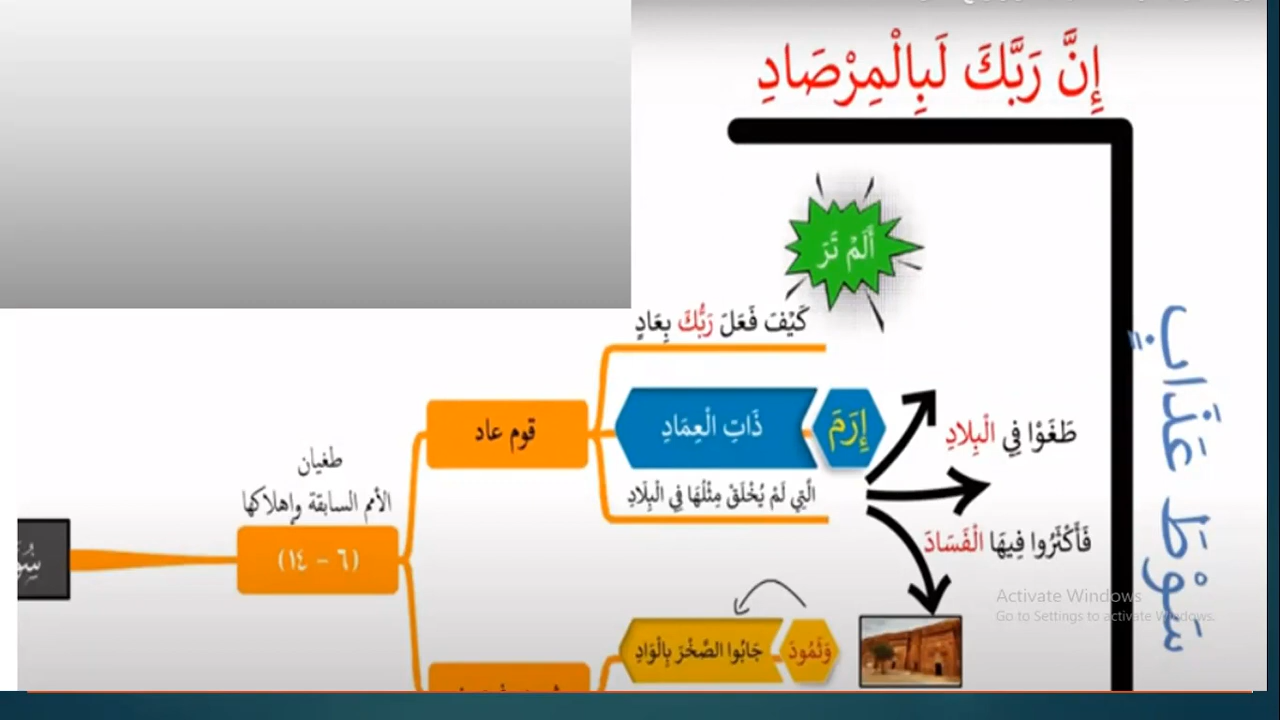 إِنَّ رَبَّكَ لَبِالْمِرْصَادِ
أَلَمْ تَرَ
كَيْفَ فَعَلَ رَبُّكَ بِعَادٍ
قوم عاد
إِرَمَ
ذَاتِ الْعِمَادِ
الَّتِي لَمْ يُخْلَقْ مِثْلُهَا فِي الْبِلَادِ
طَغَوْا فِي الْبِلادِ
فَأَكْثَرُوا فِيهَا الْفَسَادَ
سَوْطَ عَذَابٍ
طغيان
الأمم السابقة وإهلاكها
(٦ – ١٤)
وَثَمُودَ
جَابُوا الصَّخْرَ بِالْوَادِ
Activate Windows
Go to Settings to activate Windows.